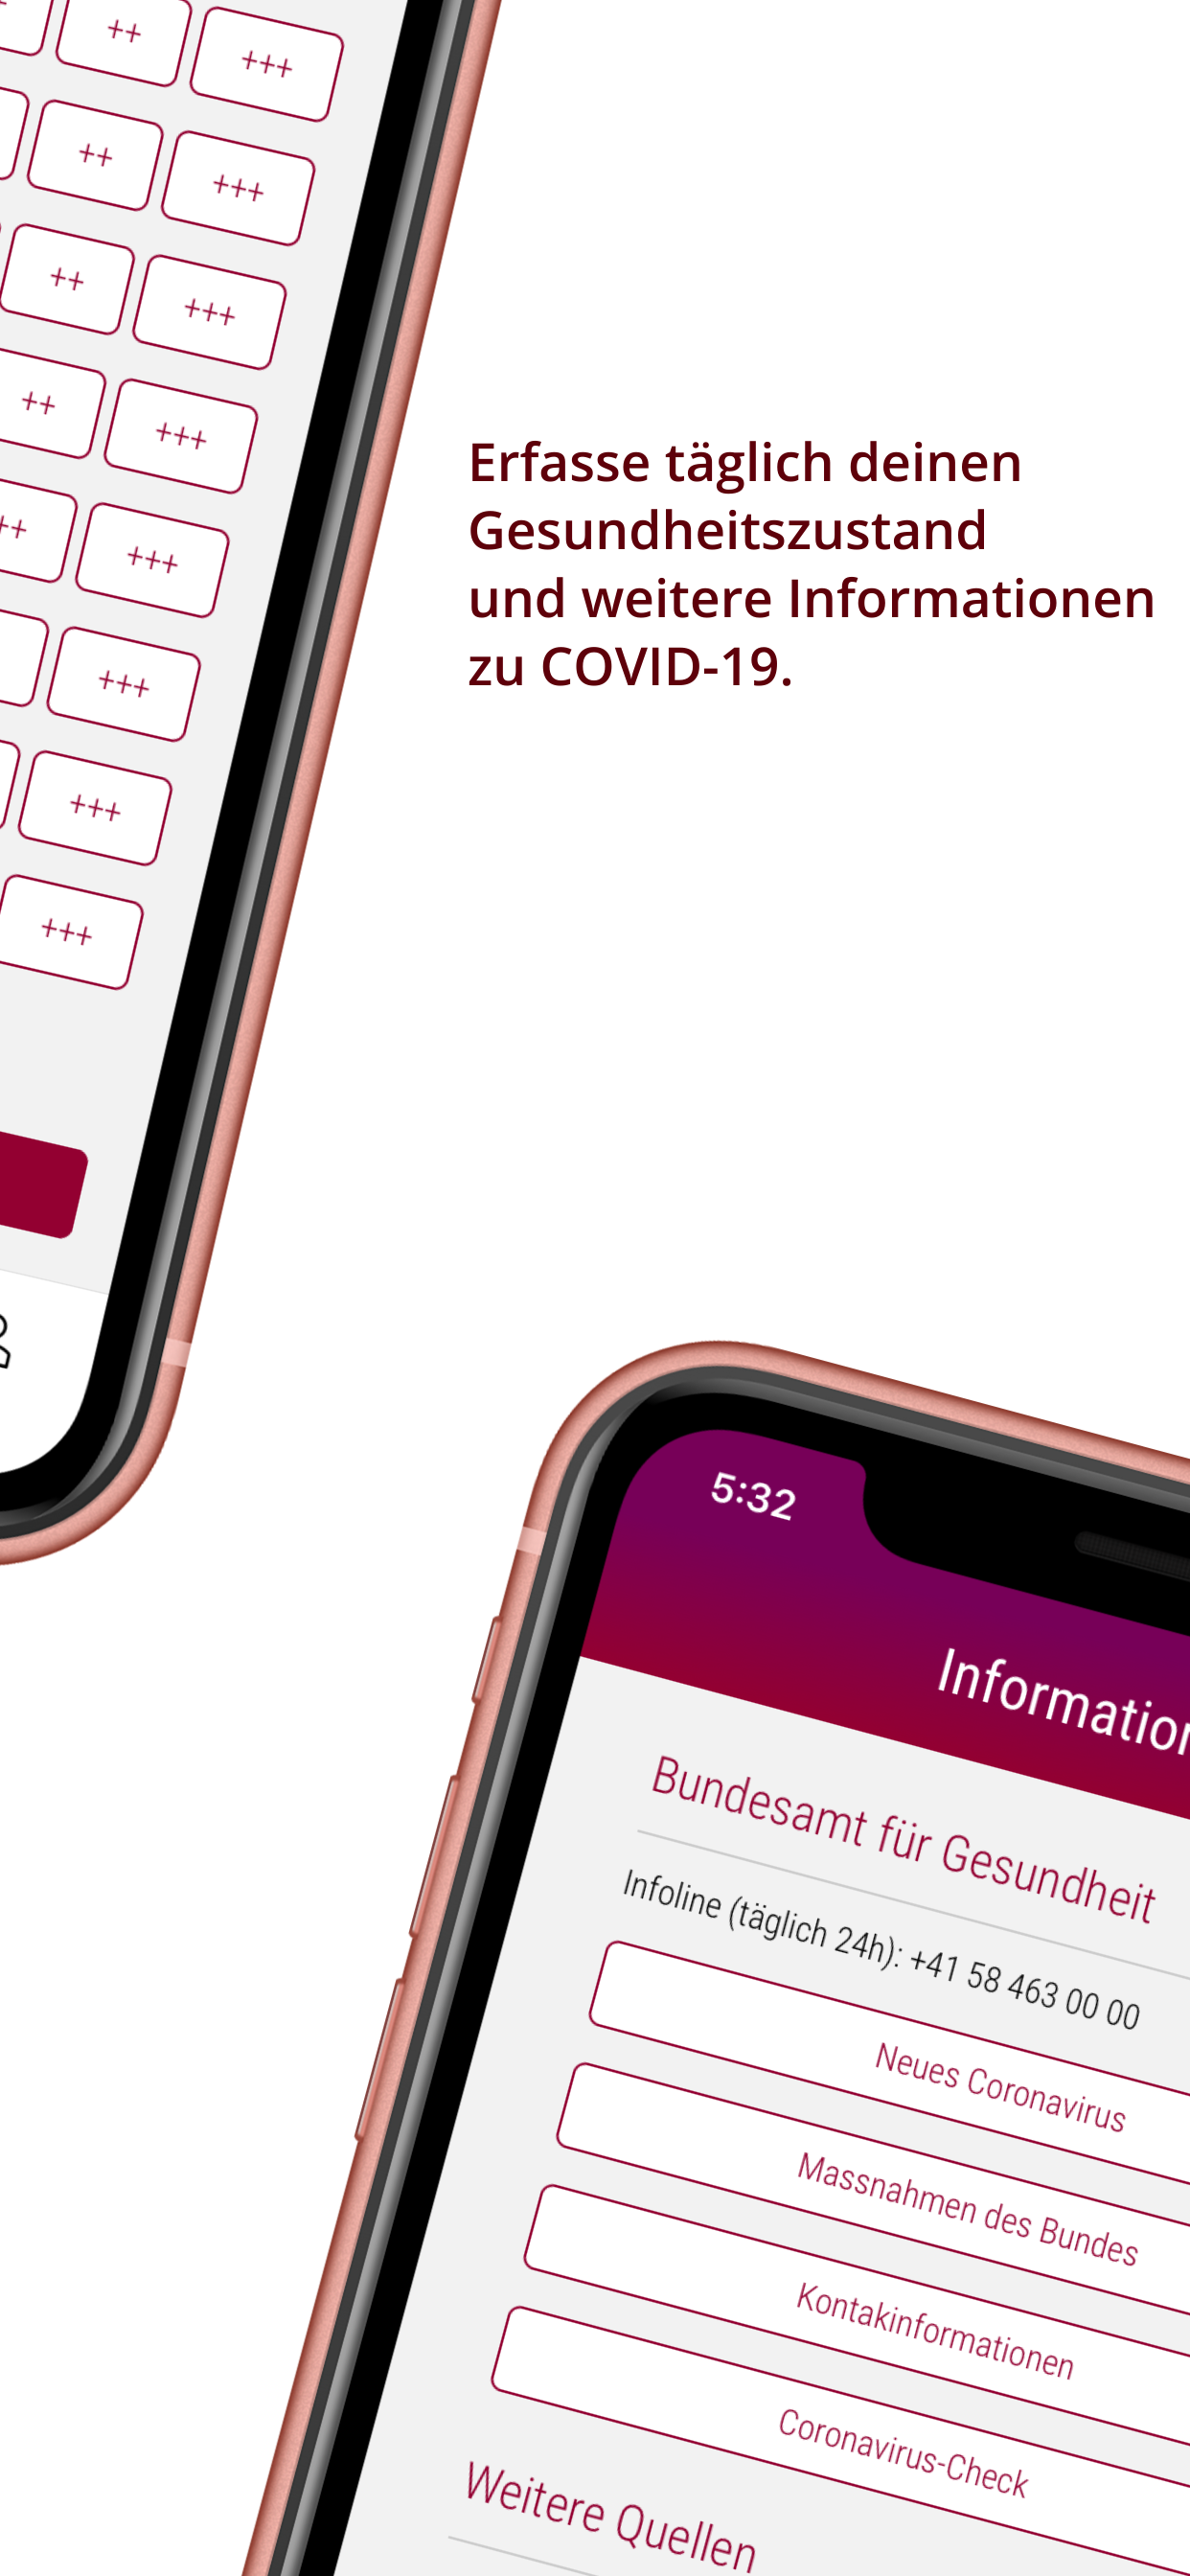 ++ +++
++ +++
++ +++
++ +++
++ +++
+++
+++
+++
Erfasse täglich deinen
Gesundheitszustand
und weitere Informationen
zu COVID-19.
5:32
Information
Bundesamt für Gesundheit
Infoline (täglich 24h): +41 58 463 00 00
Neues Coronavirus
Massnahmen des Bundes
Kontakinformationen
Coronavirus-Check
Weitere Quellen